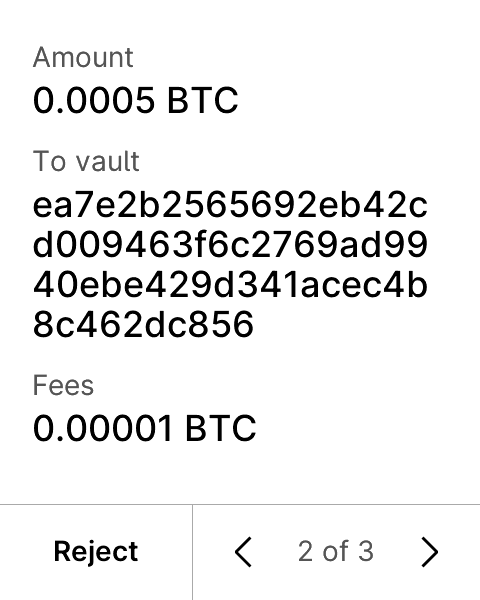 Amount
0.0005 BTC
To vault
ea7e2b2565692eb42c
d009463f6c2769ad99
40ebe429d341acec4b
8c462dc856
Fees
0.00001 BTC
Reject
2 of 3